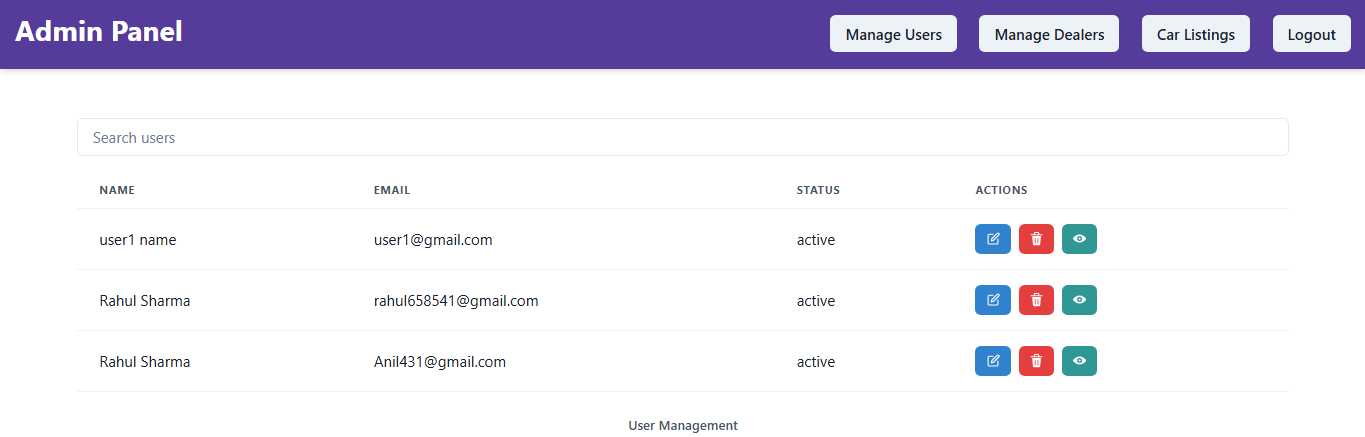 Admin Panel
Manage Users Manage Dealers Car Listings Logout
Search users
NAME EMAIL STATUS ACTIONS
user1 name user1@gmail.com active
Rahul Sharma rahul658541@gmail.com active
Rahul Sharma Anil431@gmail.com active
User Management